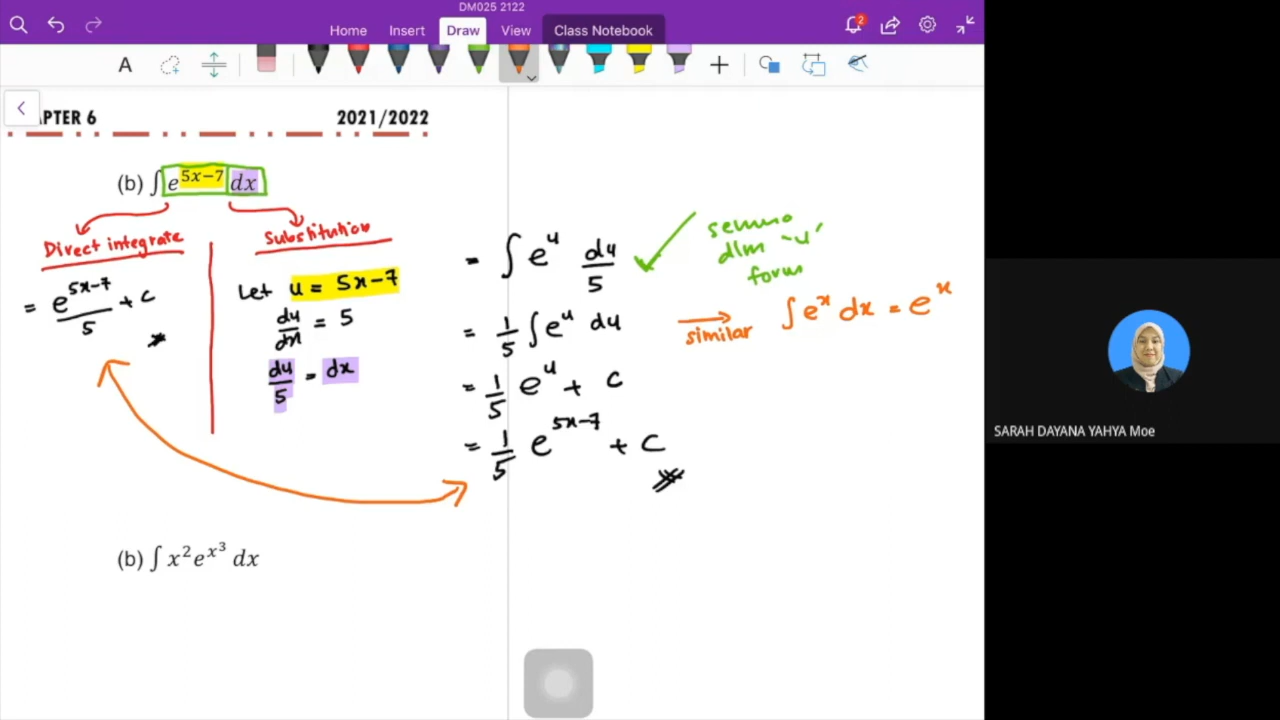 DM025 2122
Home Insert Draw View Class Notebook
2
A
APTER 6 2021/2022
(b) ∫ e^{5x−7} dx
Direct integrate
= e^{5x-7}/5 + c
Substitution
Let u = 5x-7
du/dx = 5
du/5 = dx
= ∫ e^u du/5
semua
dlm "u"
form
= 1/5 ∫ e^u du
similar
∫ e^x dx = e^x
= 1/5 e^u + c
= 1/5 e^{5x-7} + c
(b) ∫ x²e^{x³} dx
SARAH DAYANA YAHYA Moe